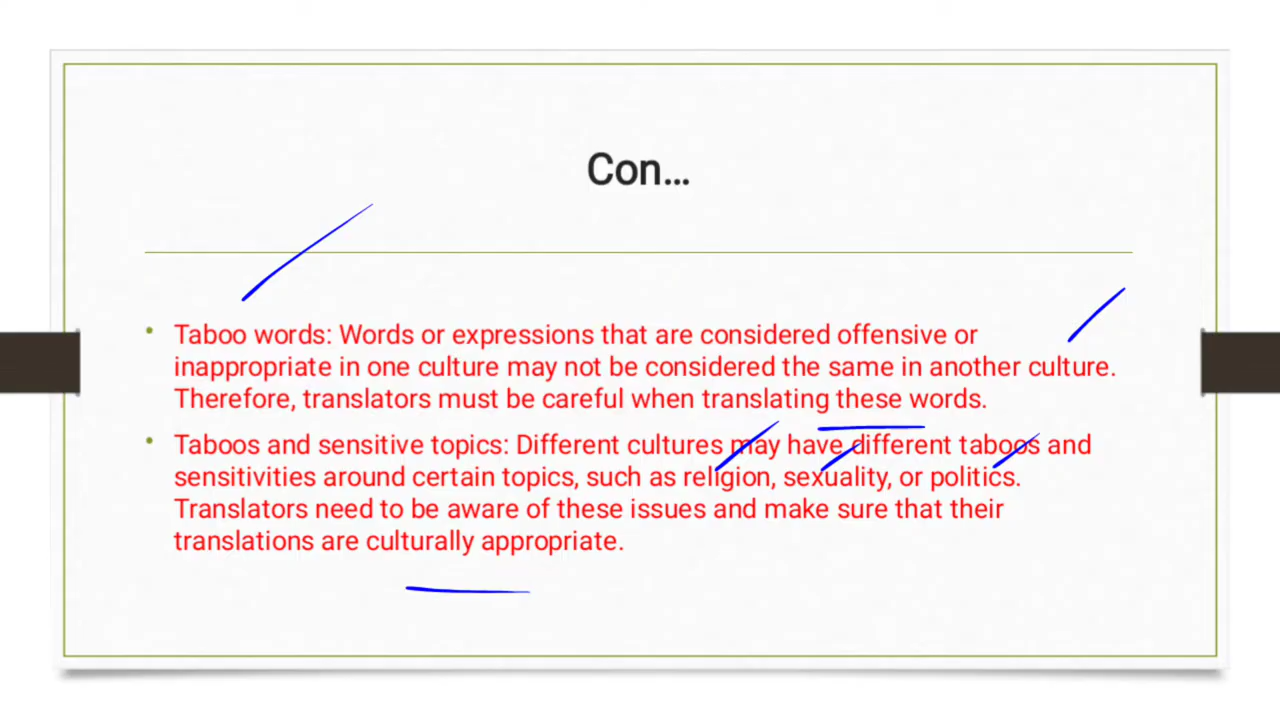 Con...
• Taboo words: Words or expressions that are considered offensive or
inappropriate in one culture may not be considered the same in another culture.
Therefore, translators must be careful when translating these words.
• Taboos and sensitive topics: Different cultures may have different taboos and
sensitivities around certain topics, such as religion, sexuality, or politics.
Translators need to be aware of these issues and make sure that their
translations are culturally appropriate.